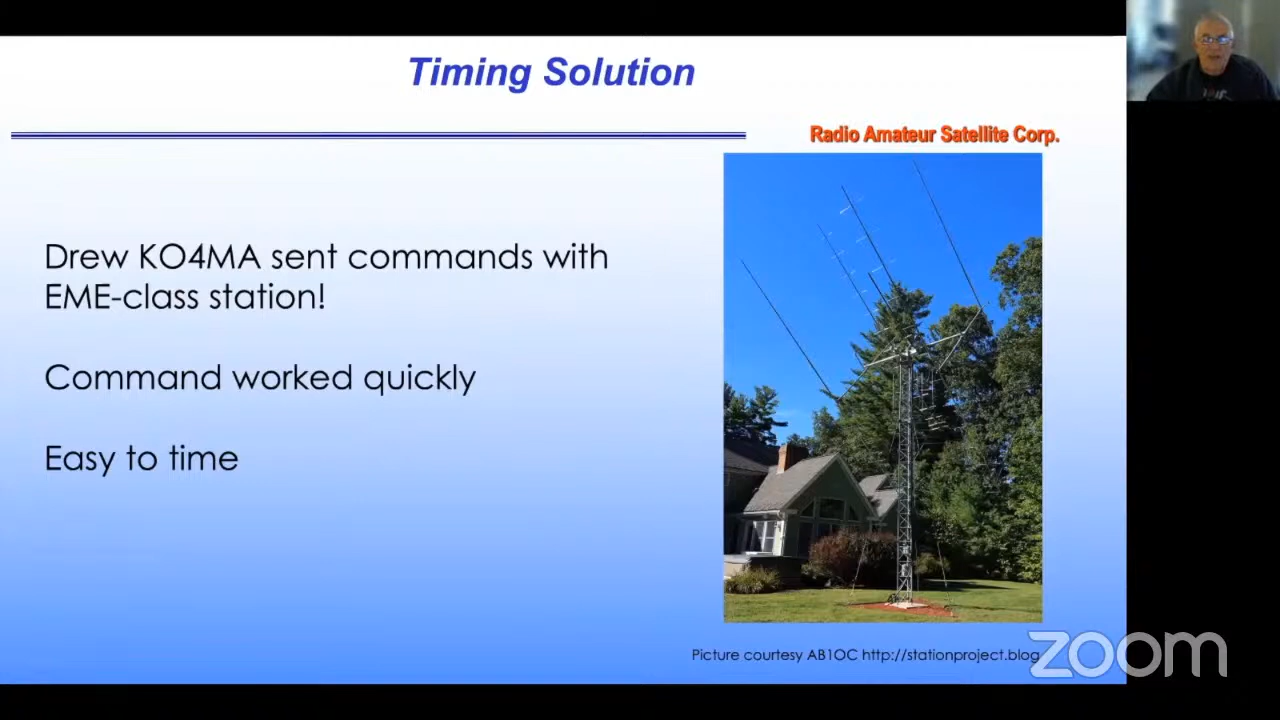 Timing Solution
Radio Amateur Satellite Corp.
Drew KO4MA sent commands with
EME-class station!
Command worked quickly
Easy to time
Picture courtesy AB1OC http://stationproject.blog
zoom